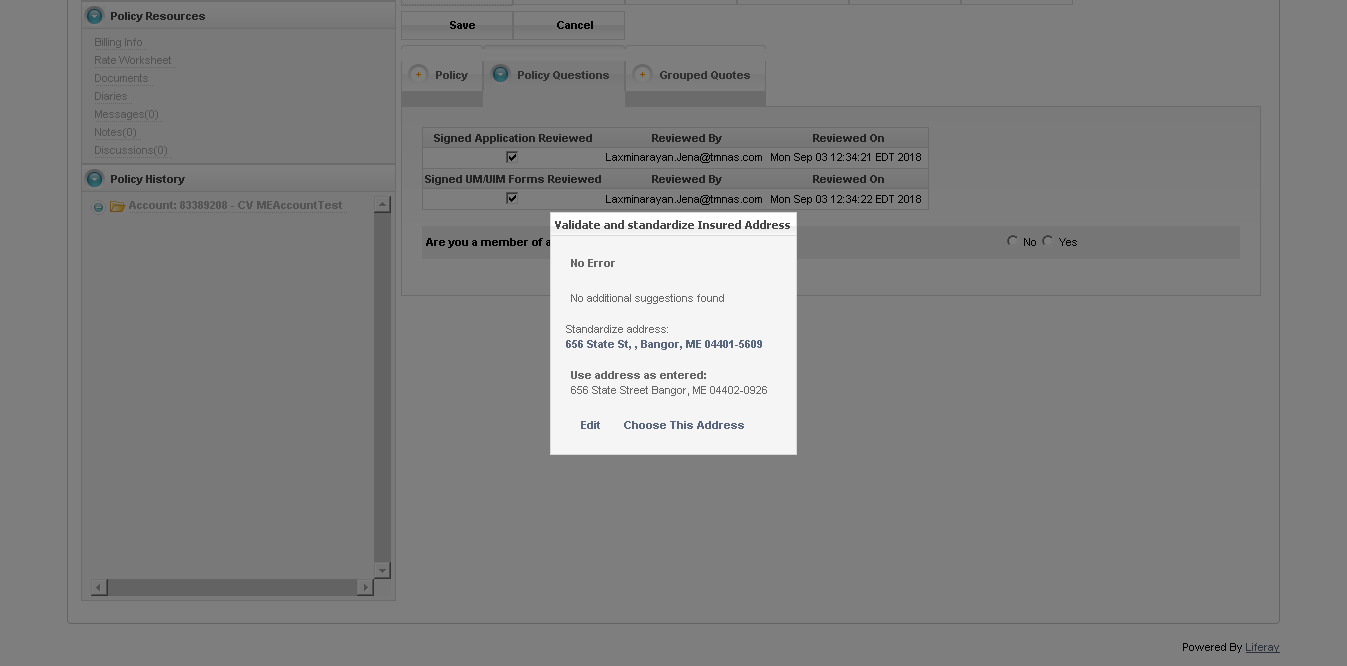 Policy Resources
Billing Info
Rate Worksheet
Documents
Diaries
Messages(0)
Notes(0)
Discussions(0)
Policy History
Account: 83389208 - CV MEAccountTest
Save Cancel
Policy Policy Questions Grouped Quotes
Signed Application Reviewed Reviewed By Reviewed On
Laxminarayan.Jena@tmnas.com Mon Sep 03 12:34:21 EDT 2018
Signed UM/UIM Forms Reviewed Reviewed By Reviewed On
Laxminarayan.Jena@tmnas.com Mon Sep 03 12:34:22 EDT 2018
Are you a member of a No Yes
Validate and standardize Insured Address
No Error
No additional suggestions found
Standardize address:
656 State St, , Bangor, ME 04401-5609
Use address as entered:
656 State Street Bangor, ME 04402-0926
Edit Choose This Address
Powered By Liferay